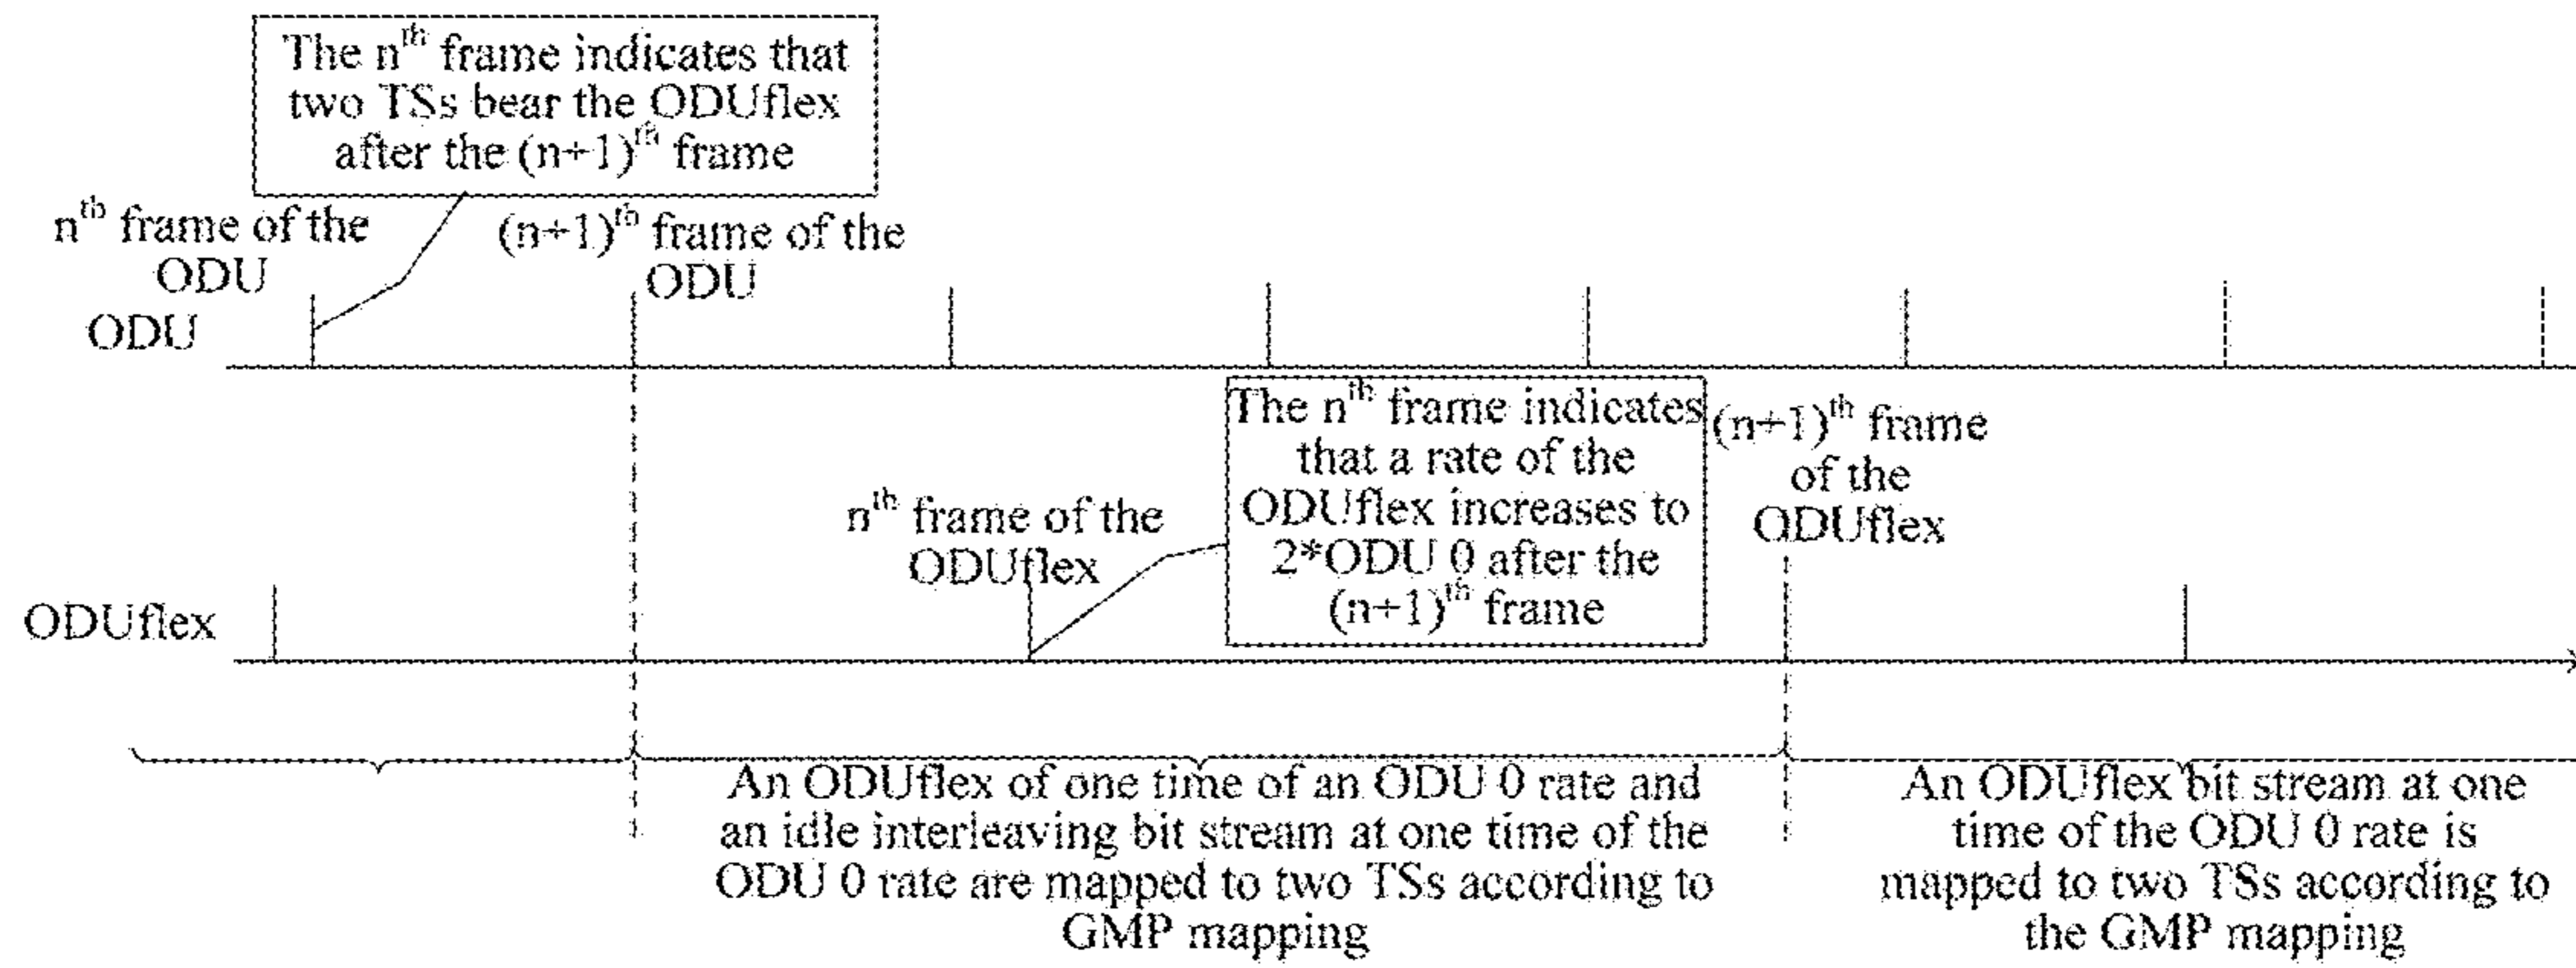 The nth frame indicates that
two TSs bear the ODUflex
after the (n+1)th frame
nth frame of the
ODU
(n+1)th frame of the
ODU
ODU
The nth frame indicates
that a rate of the
ODUflex increases to
2*ODU 0 after the
(n+1)th frame
(n+1)th frame
of the
ODUflex
nth frame of the
ODUflex
ODUflex
An ODUflex of one time of an ODU 0 rate and
an idle interleaving bit stream at one time of the
ODU 0 rate are mapped to two TSs according to
GMP mapping
An ODUflex bit stream at one
time of the ODU 0 rate is
mapped to two TSs according to
the GMP mapping